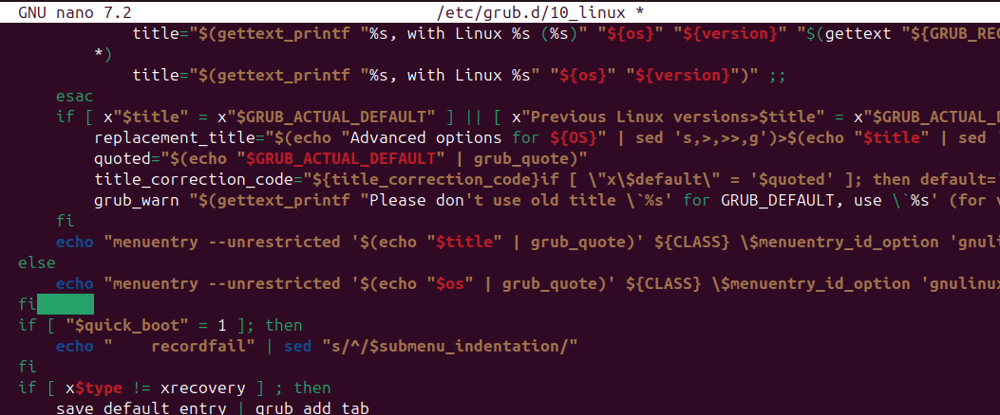 GNU nano 7.2 /etc/grub.d/10_linux *
title="$(gettext_printf "%s, with Linux %s (%s)" "${os}" "${version}" "$(gettext "${GRUB_REC
*)
title="$(gettext_printf "%s, with Linux %s" "${os}" "${version}")" ;;
esac
if [ x"$title" = x"$GRUB_ACTUAL_DEFAULT" ] || [ x"Previous Linux versions>$title" = x"$GRUB_ACTUAL_D
replacement_title="$(echo "Advanced options for ${OS}" | sed 's,>,>>,g')>$(echo "$title" | sed '
quoted="$(echo "$GRUB_ACTUAL_DEFAULT" | grub_quote)"
title_correction_code="${title_correction_code}if [ \"x\$default\" = '$quoted' ]; then default=
grub_warn "$(gettext_printf "Please don't use old title \`%s' for GRUB_DEFAULT, use \`%s' (for v
fi
echo "menuentry --unrestricted '$(echo "$title" | grub_quote)' ${CLASS} \$menuentry_id_option 'gnuli
else
echo "menuentry --unrestricted '$(echo "$os" | grub_quote)' ${CLASS} \$menuentry_id_option 'gnulinux
fi
if [ "$quick_boot" = 1 ]; then
echo "    recordfail" | sed "s/^/$submenu_indentation/"
fi
if [ x$type != xrecovery ] ; then
save_default_entry | grub_add_tab